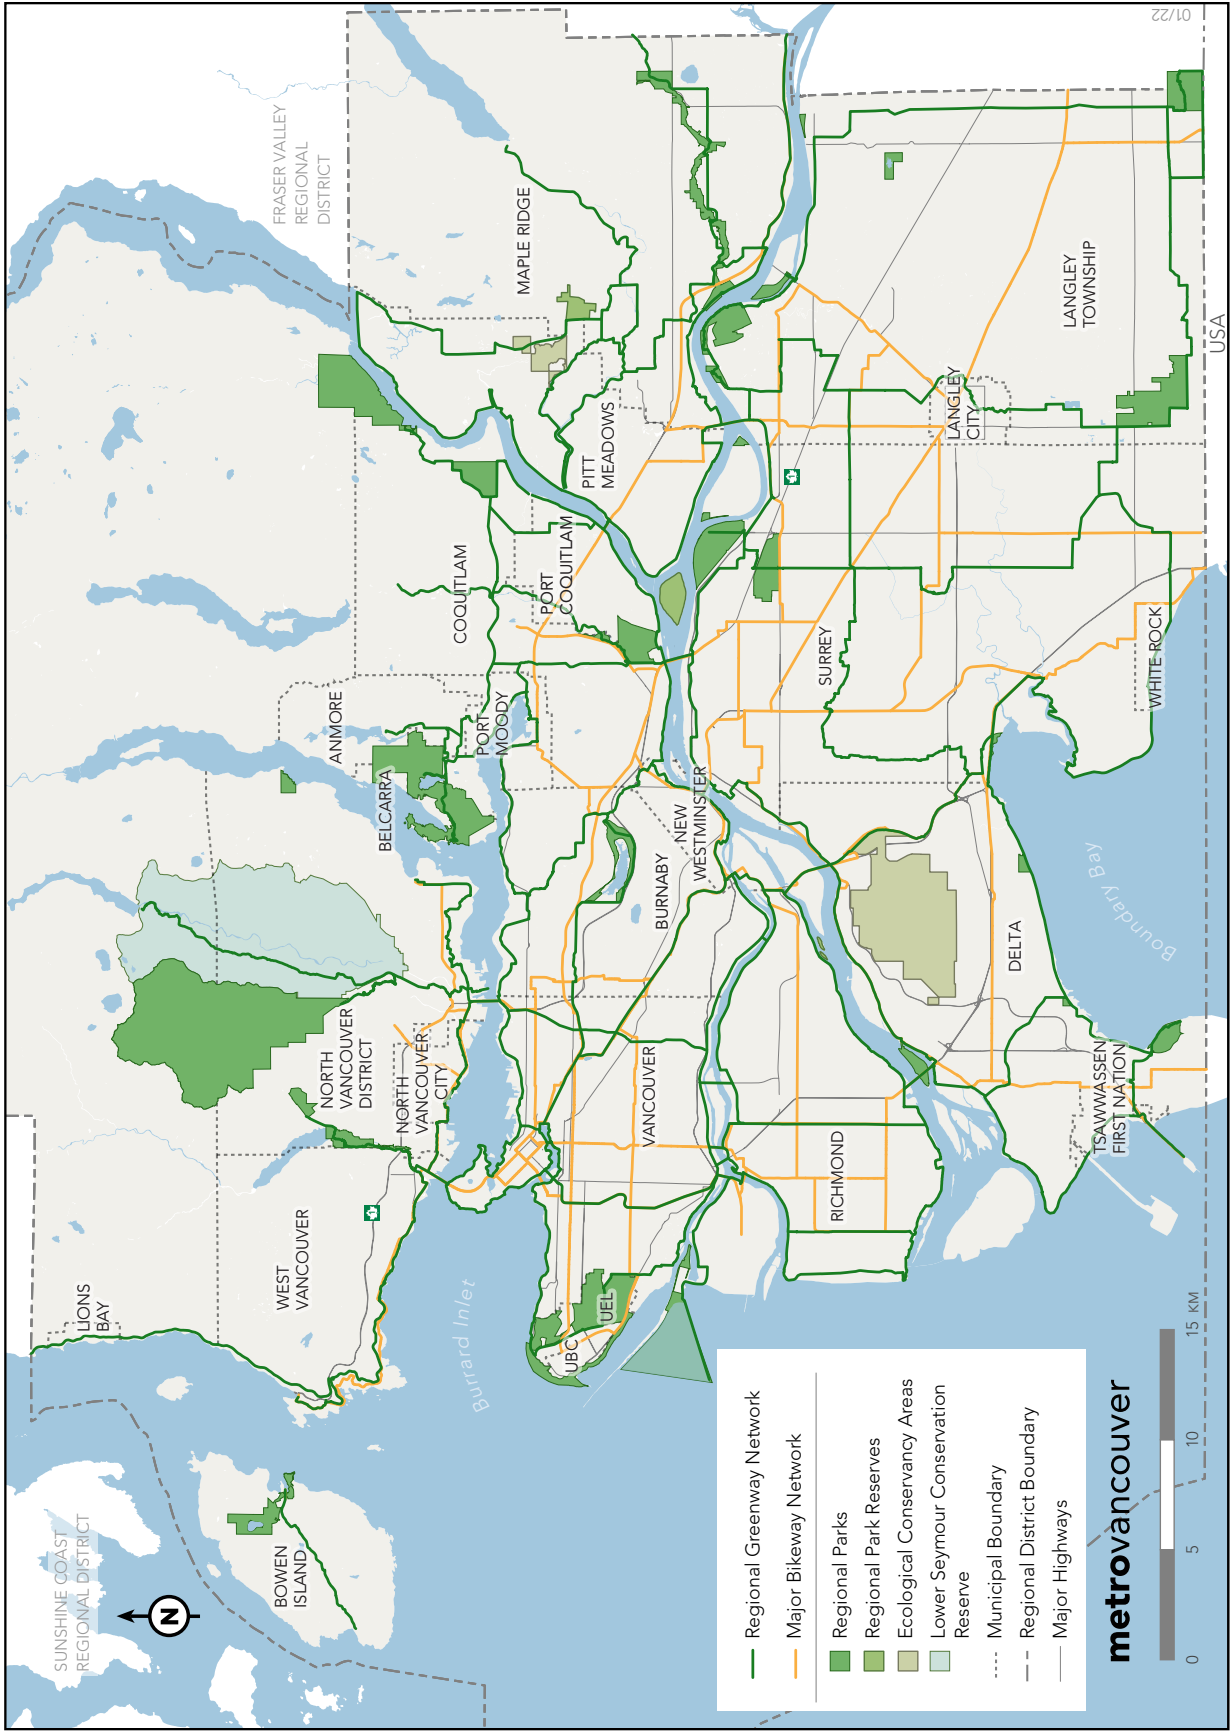 SUNSHINE COAST
REGIONAL DISTRICT
N
BOWEN
ISLAND
LIONS
BAY
WEST
VANCOUVER
NORTH
VANCOUVER
DISTRICT
NORTH
VANCOUVER
CITY
BELCARRA
ANMORE
PORT
MOODY
COQUITLAM
PORT
COQUITLAM
PITT
MEADOWS
MAPLE RIDGE
FRASER VALLEY
REGIONAL
DISTRICT
Burrard Inlet
UBC
UEL
VANCOUVER
BURNABY
NEW
WESTMINSTER
RICHMOND
SURREY
DELTA
TSAWWASSEN
FIRST NATION
Boundary Bay
WHITE ROCK
LANGLEY
CITY
LANGLEY
TOWNSHIP
USA
1
1
Regional Greenway Network
Major Bikeway Network
Regional Parks
Regional Park Reserves
Ecological Conservancy Areas
Lower Seymour Conservation
Reserve
Municipal Boundary
Regional District Boundary
Major Highways
metrovancouver
0 5 10 15 KM
01/22